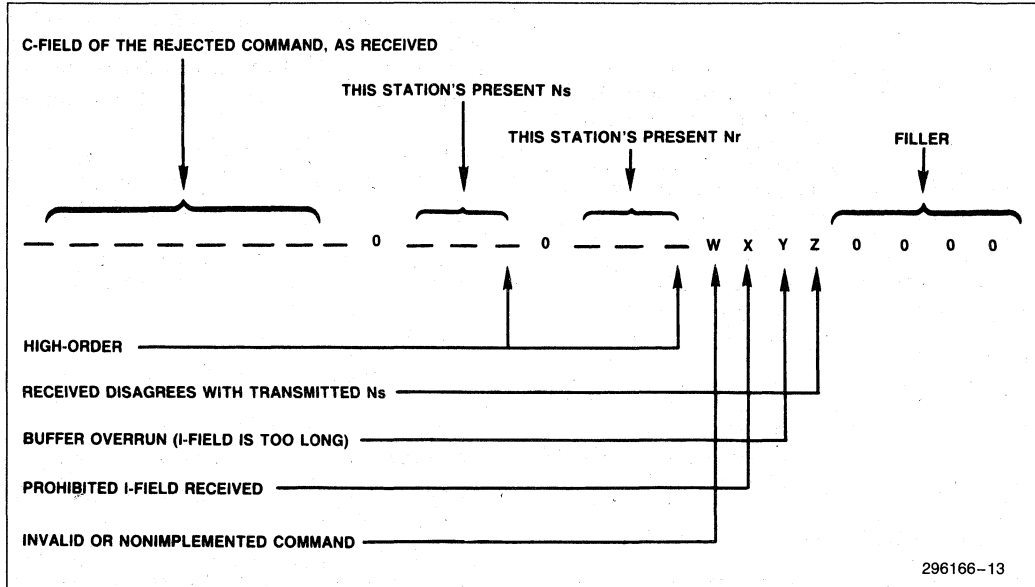 C-FIELD OF THE REJECTED COMMAND, AS RECEIVED
THIS STATION'S PRESENT Ns
THIS STATION'S PRESENT Nr
FILLER
— — — — — — — — 0 — — — 0 — — — W X Y Z 0 0 0 0
HIGH-ORDER
RECEIVED DISAGREES WITH TRANSMITTED Ns
BUFFER OVERRUN (I-FIELD IS TOO LONG)
PROHIBITED I-FIELD RECEIVED
INVALID OR NONIMPLEMENTED COMMAND
296166–13